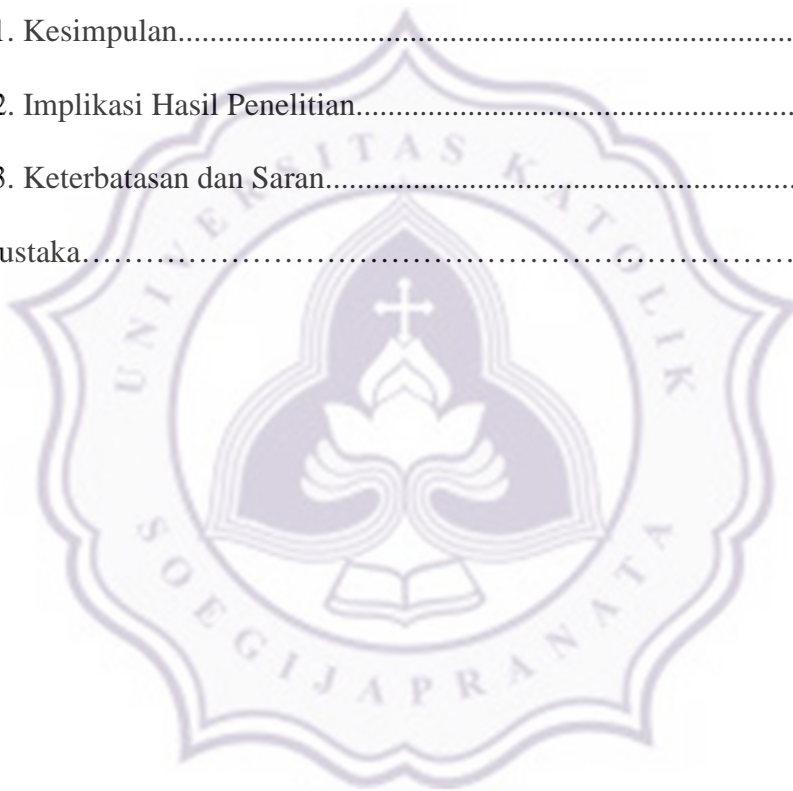 1. Kesimpulan
2. Implikasi Hasil Penelitian
3. Keterbatasan dan Saran
ustaka
UNIVERSITAS KATOLIK
SOEGIJAPRANATA